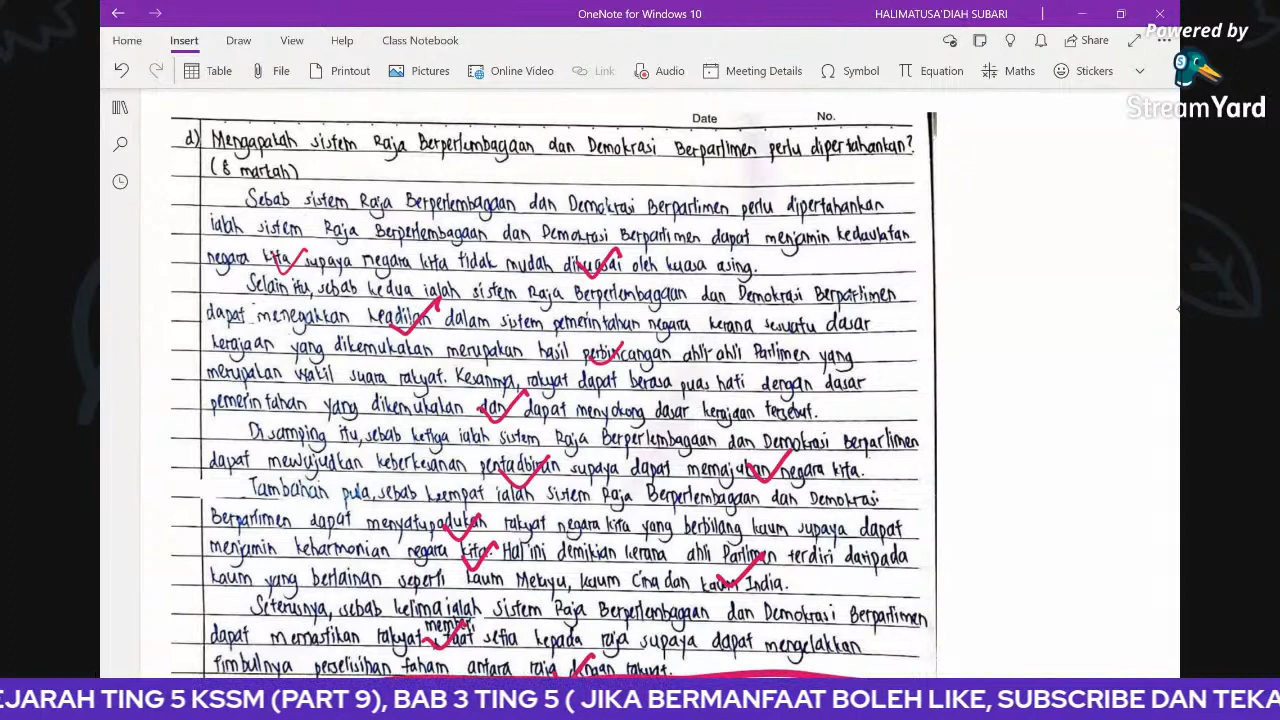 OneNote for Windows 10
HALIMATUSA'DIAH SUBARI
Powered by
StreamYard
Home Insert Draw View Help Class Notebook Share
Table File Printout Pictures Online Video Link Audio Meeting Details Symbol Equation Maths Stickers
Date No.
d) Mengapakah sistem Raja Berperlembagaan dan Demokrasi Berparlimen perlu dipertahankan?
(8 markah)
Sebab sistem Raja Berperlembagaan dan Demokrasi Berparlimen perlu dipertahankan
ialah sistem Raja Berperlembagaan dan Demokrasi Berparlimen dapat menjamin kedaulatan
negara kita supaya negara kita tidak mudah dikuasai oleh kuasa asing.
Selain itu, sebab kedua ialah sistem Raja Berperlembagaan dan Demokrasi Berparlimen
dapat menegakkan keadilan dalam sistem pemerintahan negara kerana sesuatu dasar
kerajaan yang dikemukakan merupakan hasil perbincangan ahli-ahli Parlimen yang
merupakan wakil suara rakyat. Kesannya, rakyat dapat berasa puas hati dengan dasar
pemerintahan yang dikemukakan dan dapat menyokong dasar kerajaan tersebut.
Di samping itu, sebab ketiga ialah sistem Raja Berperlembagaan dan Demokrasi Berparlimen
dapat mewujudkan keberkesanan pentadbiran supaya dapat memajukan negara kita.
Tambahan pula, sebab keempat ialah sistem Raja Berperlembagaan dan Demokrasi
Berparlimen dapat menyatupadukan rakyat negara kita yang berbilang kaum supaya dapat
menjamin keharmonian negara kita. Hal ini demikian kerana ahli Parlimen terdiri daripada
kaum yang berlainan seperti kaum Melayu, kaum Cina dan kaum India.
Seterusnya, sebab kelima ialah sistem Raja Berperlembagaan dan Demokrasi Berparlimen
dapat memastikan rakyat taat setia kepada raja supaya dapat mengelakkan
timbulnya perselisihan faham antara raja dengan rakyat.
EJARAH TING 5 KSSM (PART 9), BAB 3 TING 5 ( JIKA BERMANFAAT BOLEH LIKE, SUBSCRIBE DAN TEKA